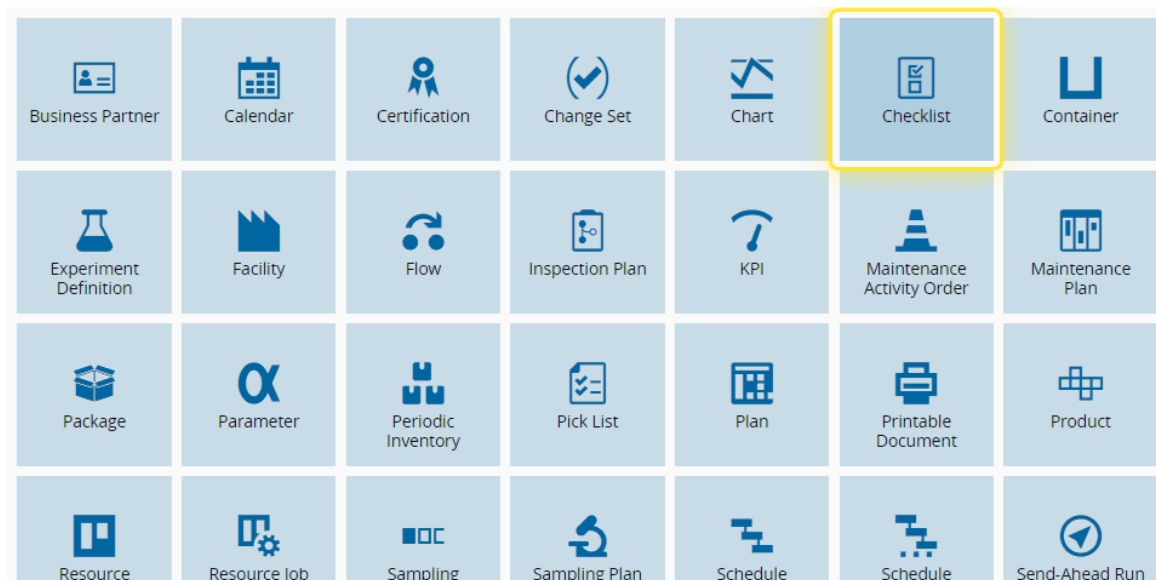 Business Partner
Calendar
Certification
Change Set
Chart
Checklist
Container
Experiment
Definition
Facility
Flow
Inspection Plan
KPI
Maintenance
Activity Order
Maintenance
Plan
Package
Parameter
Periodic
Inventory
Pick List
Plan
Printable
Document
Product
Resource
Resource Job
Sampling
Sampling Plan
Schedule
Schedule
Send-Ahead Run